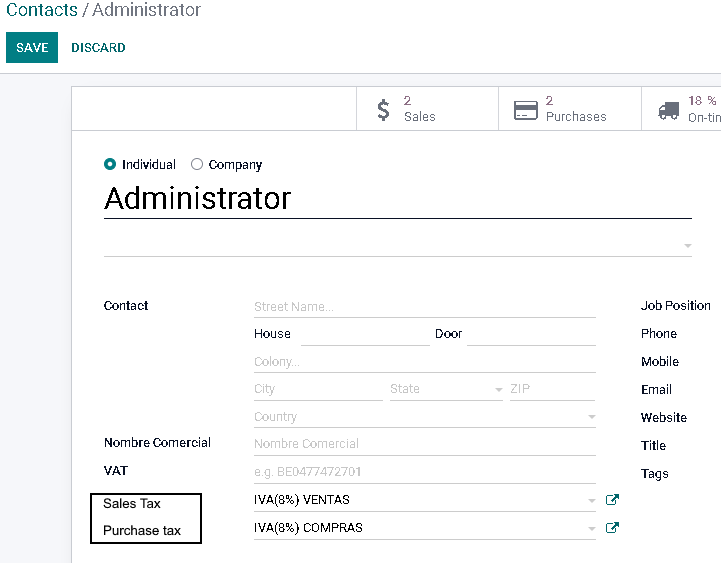 Contacts / Administrator
SAVE DISCARD
2 Sales
2 Purchases
18 %
On-tin
Individual Company
Administrator
Contact
Street Name...
House Door
Colony...
City State ZIP
Country
Nombre Comercial Nombre Comercial
VAT e.g. BE0477472701
Sales Tax IVA(8%) VENTAS
Purchase tax IVA(8%) COMPRAS
Job Position
Phone
Mobile
Email
Website
Title
Tags